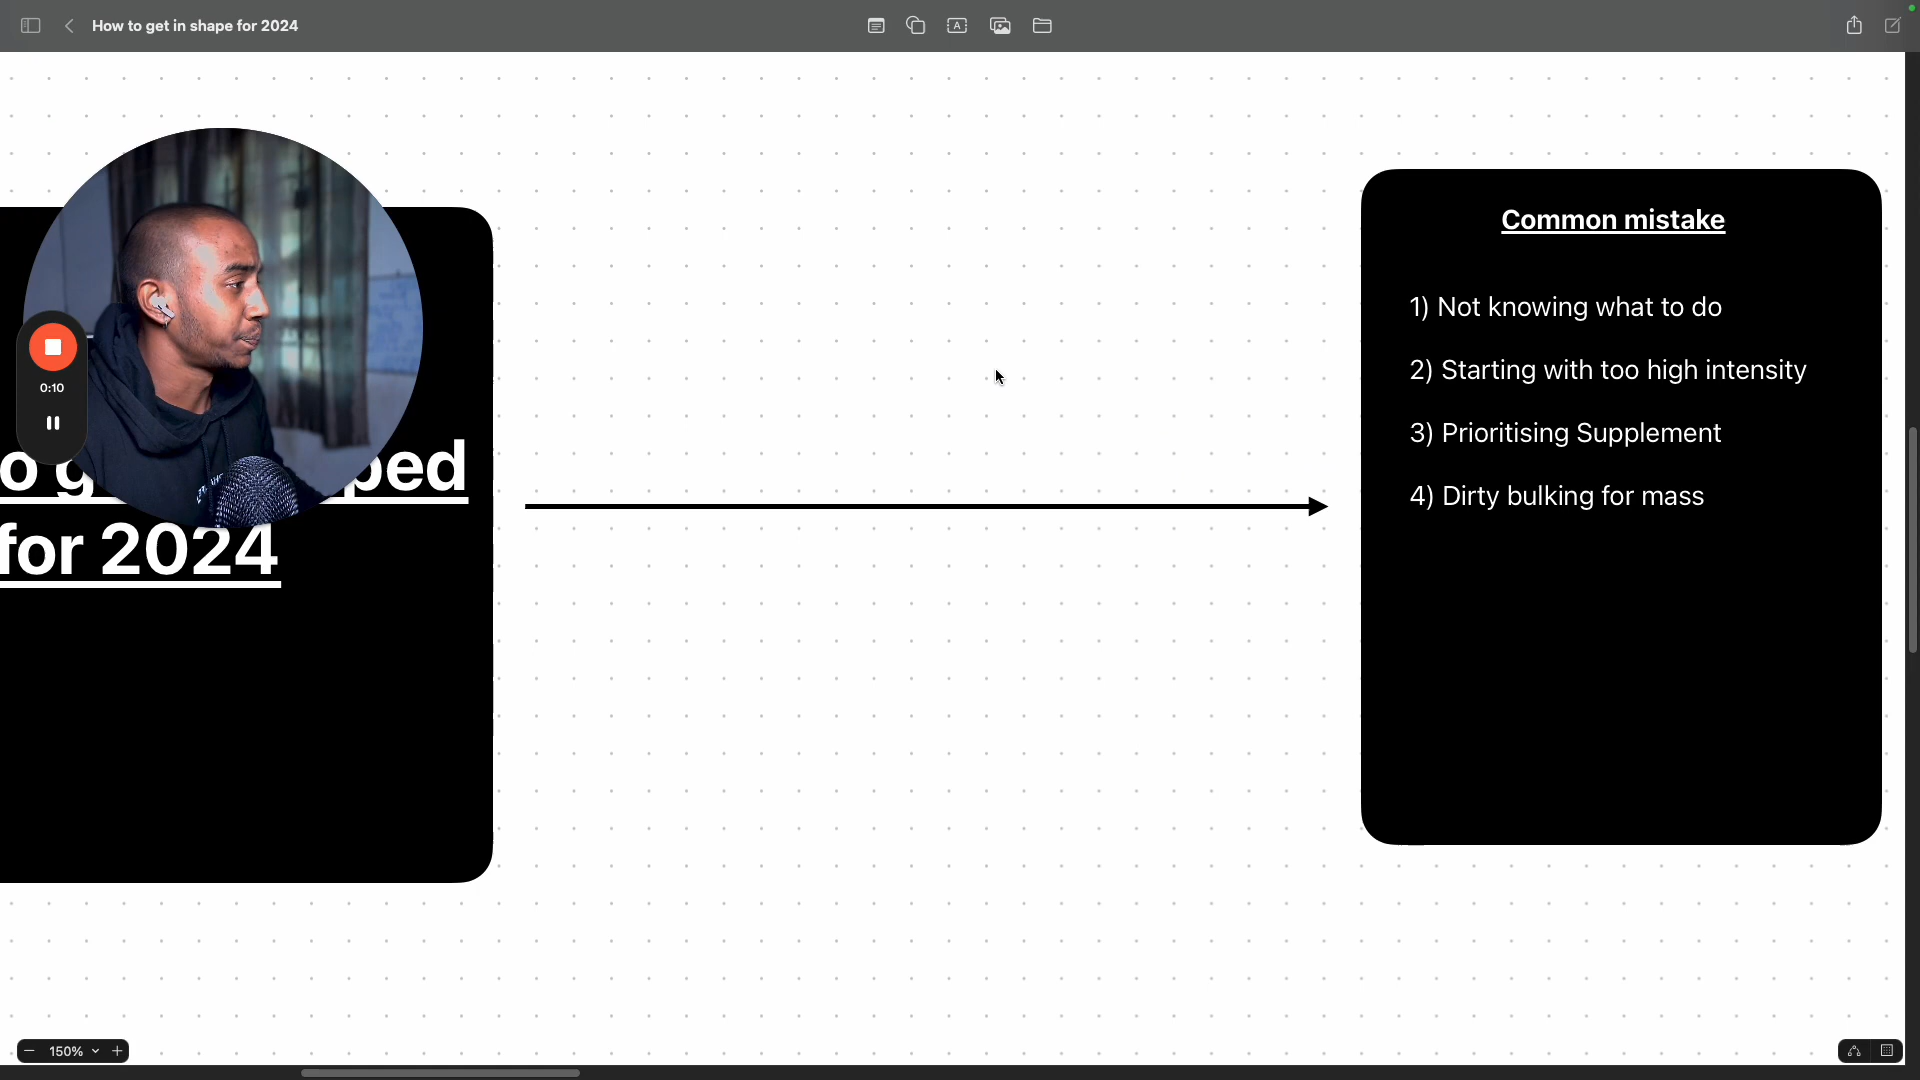 How to get in shape for 2024
Common mistake
1) Not knowing what to do
2) Starting with too high intensity
3) Prioritising Supplement
4) Dirty bulking for mass
0:10
for 2024
150%